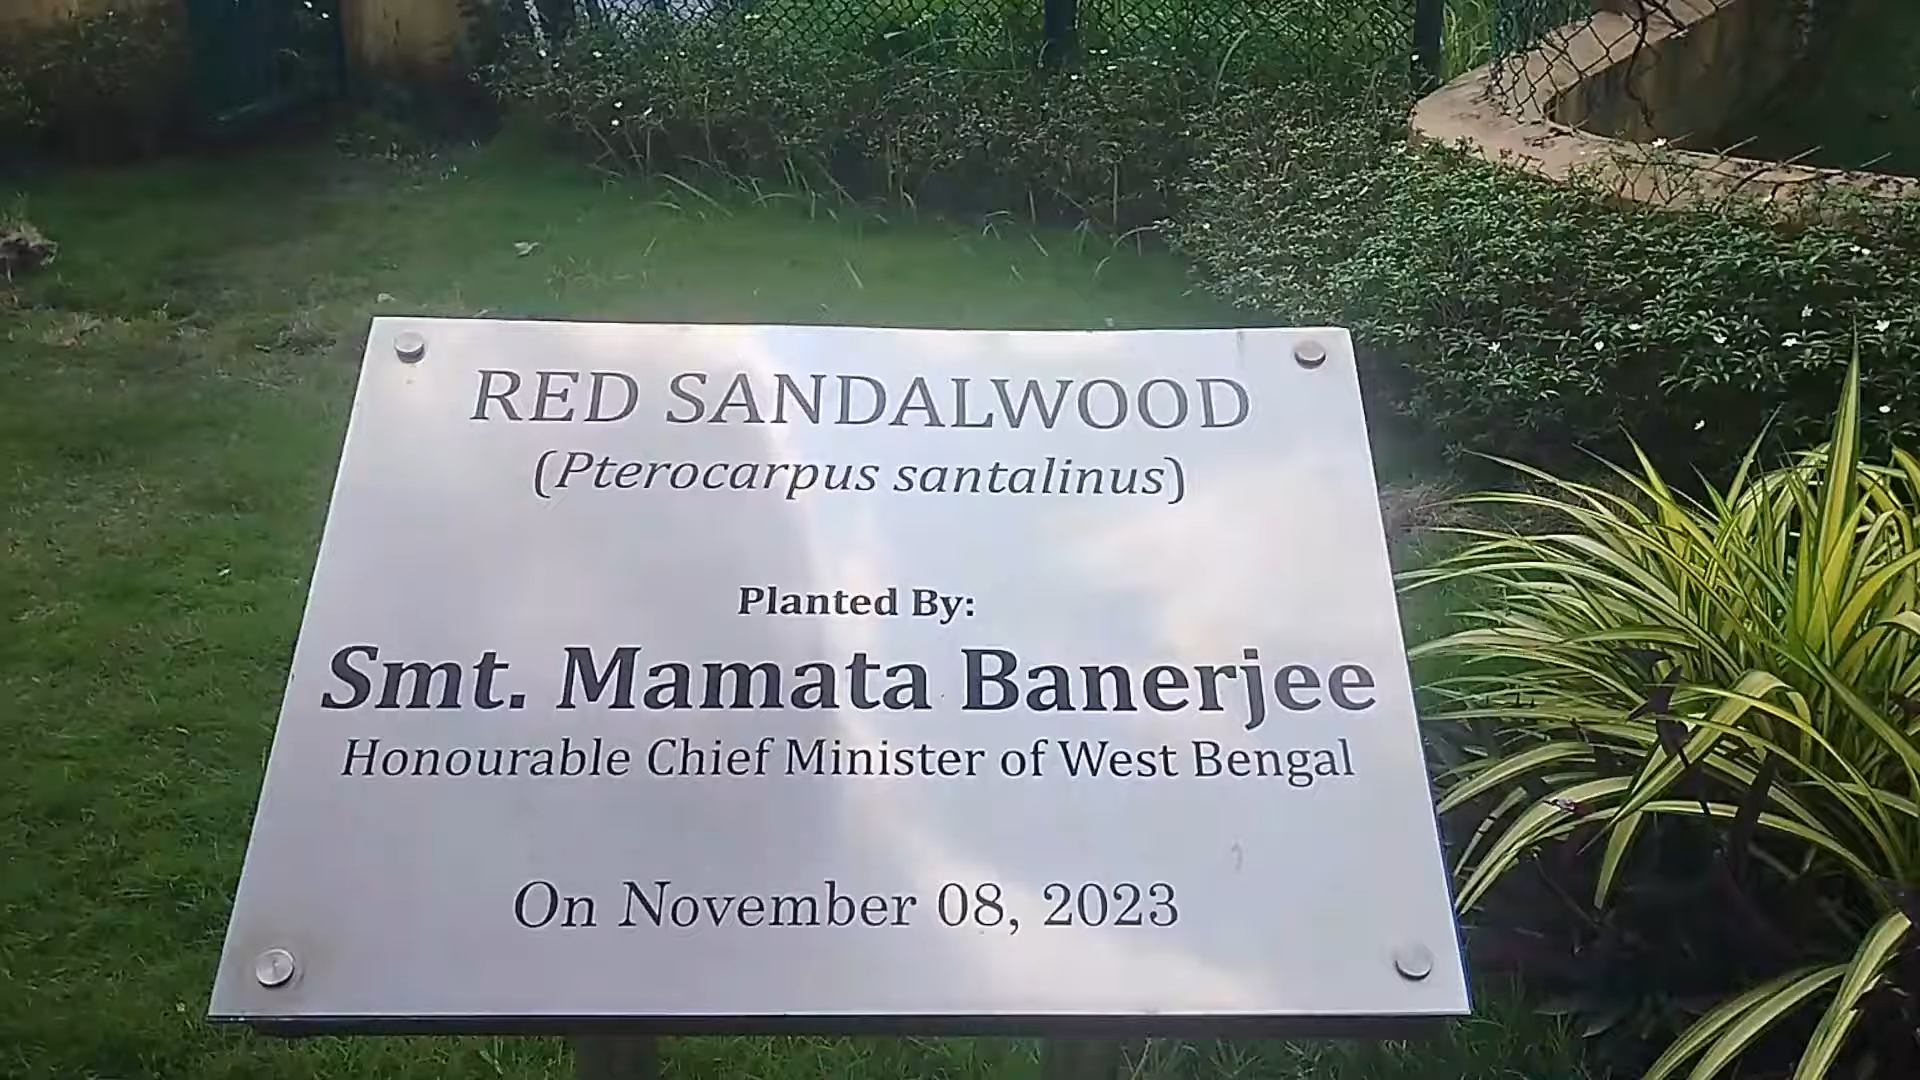 RED SANDALWOOD
(Pterocarpus santalinus)
Planted By:
Smt. Mamata Banerjee
Honourable Chief Minister of West Bengal
On November 08, 2023